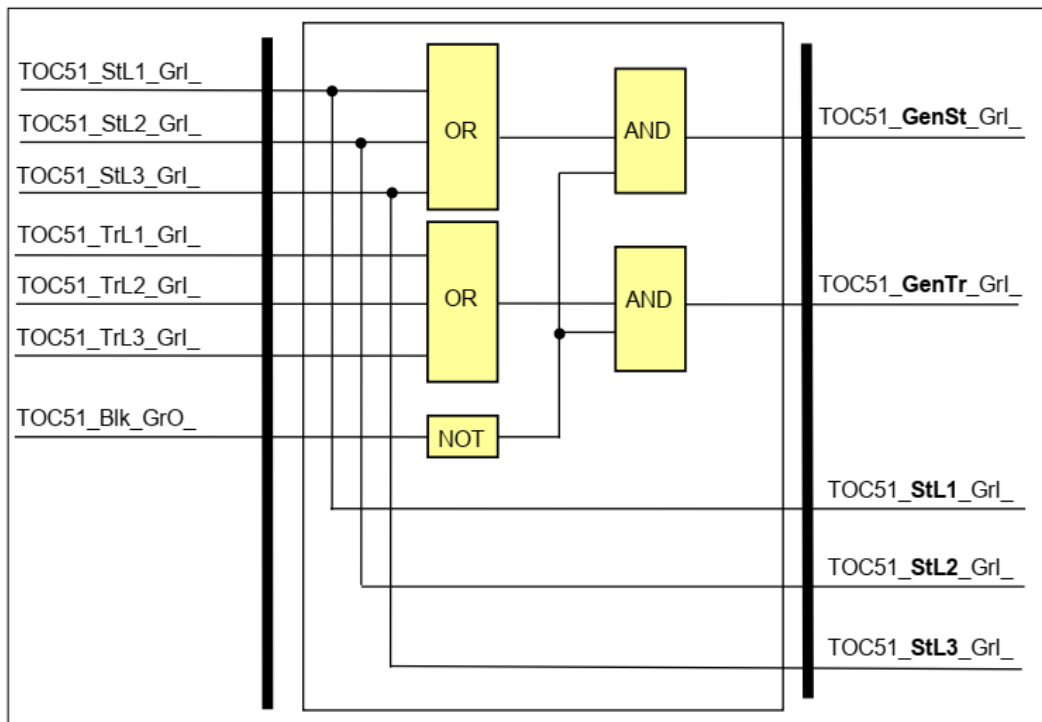 TOC51_StL1_GrI_
TOC51_StL2_GrI_
TOC51_StL3_GrI_
TOC51_TrL1_GrI_
TOC51_TrL2_GrI_
TOC51_TrL3_GrI_
TOC51_Blk_GrO_
OR
OR
NOT
AND
AND
TOC51_GenSt_GrI_
TOC51_GenTr_GrI_
TOC51_StL1_GrI_
TOC51_StL2_GrI_
TOC51_StL3_GrI_